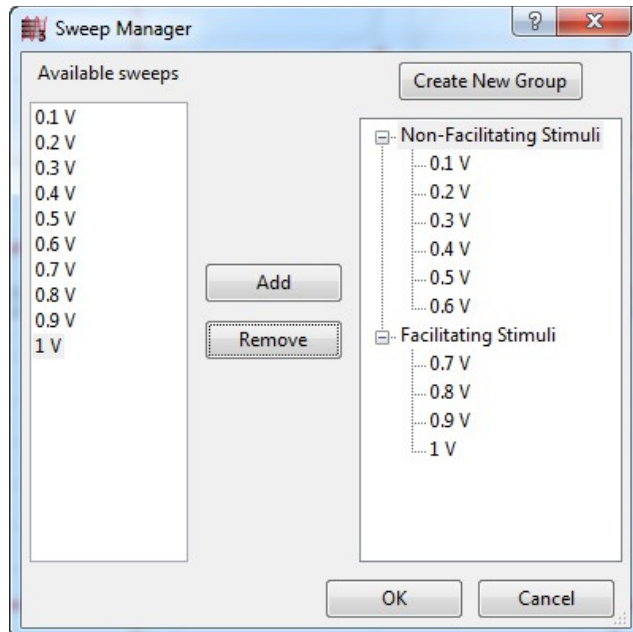 Sweep Manager
Available sweeps
0.1 V
0.2 V
0.3 V
0.4 V
0.5 V
0.6 V
0.7 V
0.8 V
0.9 V
1 V
Add
Remove
Create New Group
Non-Facilitating Stimuli
0.1 V
0.2 V
0.3 V
0.4 V
0.5 V
0.6 V
Facilitating Stimuli
0.7 V
0.8 V
0.9 V
1 V
OK
Cancel